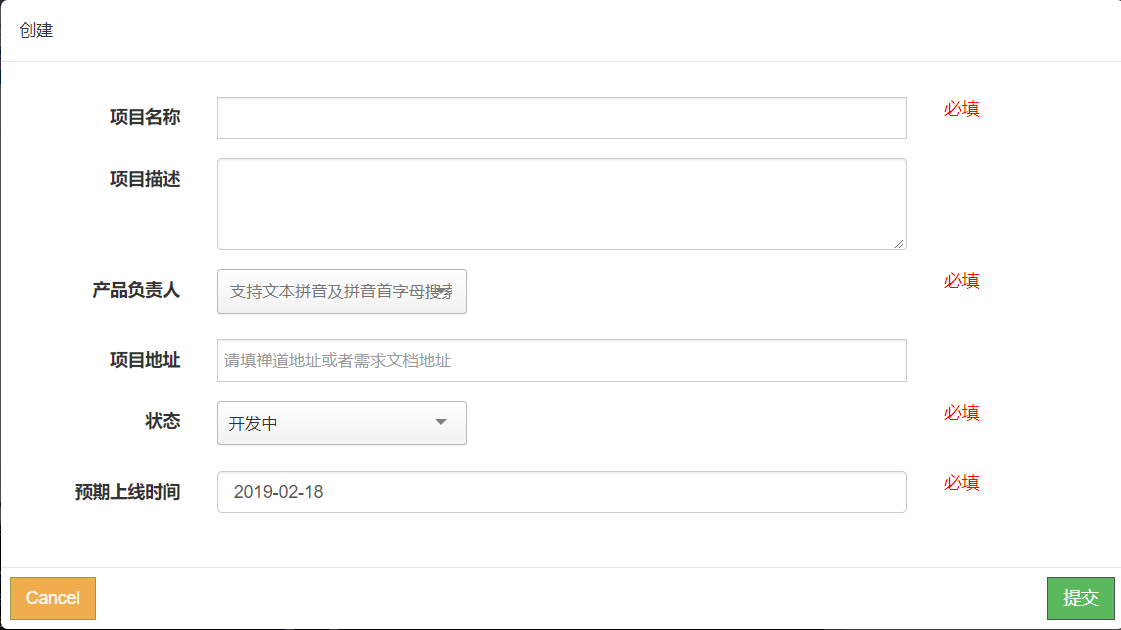 创建
项目名称
必填
项目描述
产品负责人
支持文本拼音及拼音首字母搜索
必填
项目地址
请填禅道地址或者需求文档地址
状态
开发中
必填
预期上线时间
2019-02-18
必填
Cancel
提交